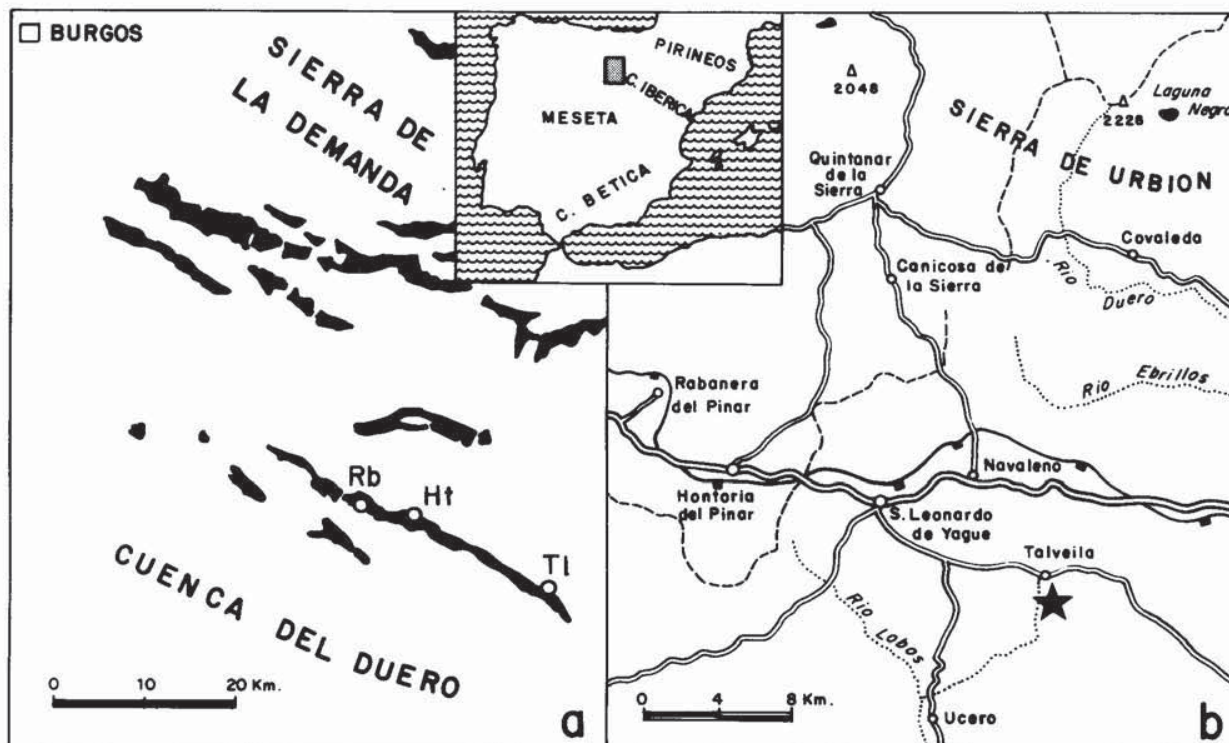 BURGOS
SIERRA DE
LA DEMANDA
Rb
Ht
Tl
CUENCA DEL DUERO
0 10 20 Km.
a
PIRINEOS
C. IBERICA
MESETA
C. BETICA
2048
2228
Laguna
Negra
SIERRA DE URBION
Quintanar
de la
Sierra
Covaleda
Canicosa de
la Sierra
Rio
Duero
Rio Ebrillos
Rabanera
del Pinar
Navaleno
Hontoria
del Pinar
S. Leonardo
de Yague
Talveila
Rio Lobos
Ucero
0 4 8 Km.
b